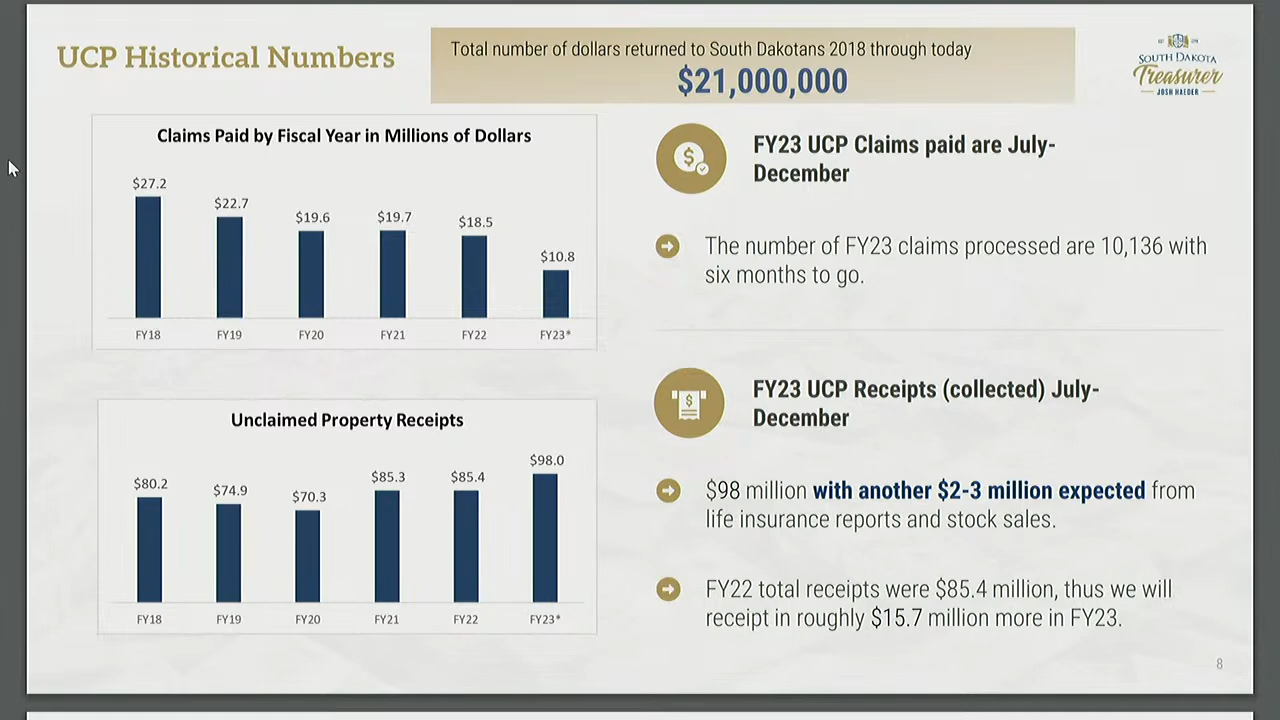 UCP Historical Numbers
Total number of dollars returned to South Dakotans 2018 through today
$21,000,000
SOUTH DAKOTA
Treasurer
JOSH HAEDER
Claims Paid by Fiscal Year in Millions of Dollars
$27.2
$22.7
$19.6
$19.7
$18.5
$10.8
FY18
FY19
FY20
FY21
FY22
FY23*
FY23 UCP Claims paid are July-
December
The number of FY23 claims processed are 10,136 with
six months to go.
Unclaimed Property Receipts
$80.2
$74.9
$70.3
$85.3
$85.4
$98.0
FY18
FY19
FY20
FY21
FY22
FY23*
FY23 UCP Receipts (collected) July-
December
$98 million with another $2-3 million expected from
life insurance reports and stock sales.
FY22 total receipts were $85.4 million, thus we will
receipt in roughly $15.7 million more in FY23.
8